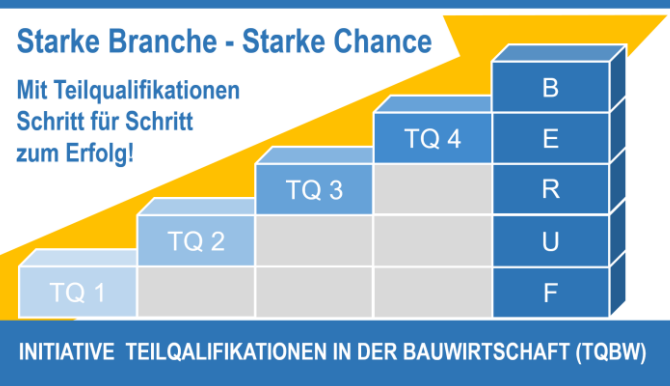 Starke Branche - Starke Chance
Mit Teilqualifikationen
Schritt für Schritt
zum Erfolg!
TQ 1
TQ 2
TQ 3
TQ 4
B
E
R
U
F
INITIATIVE TEILQALIFIKATIONEN IN DER BAUWIRTSCHAFT (TQBW)